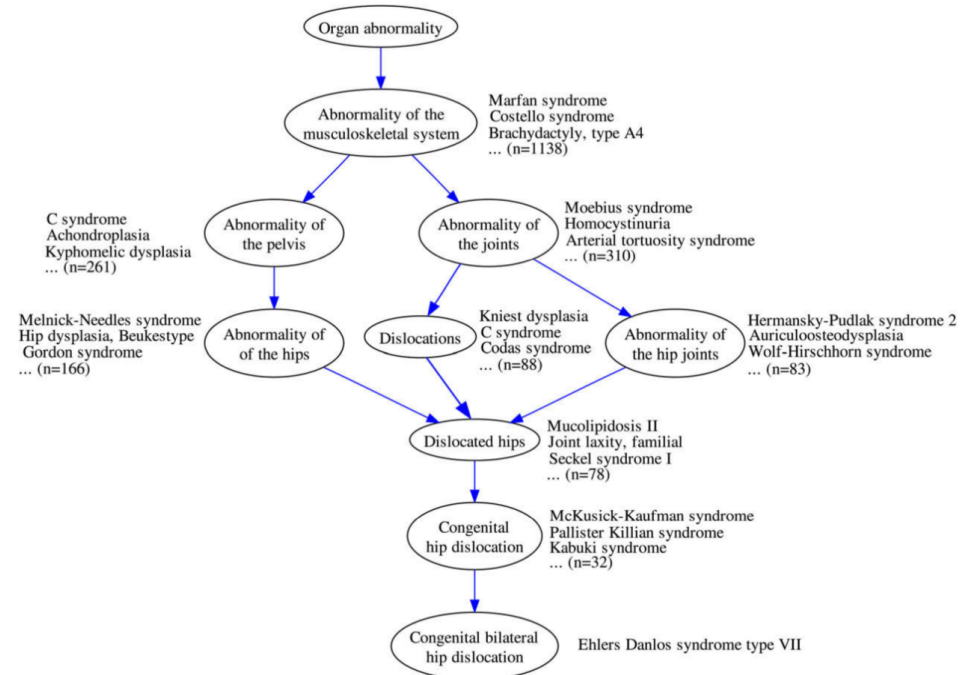 Organ abnormality
Abnormality of the
musculoskeletal system
Marfan syndrome
Costello syndrome
Brachydactyly, type A4
... (n=1138)
C syndrome
Achondroplasia
Kyphomelic dysplasia
... (n=261)
Abnormality of
the pelvis
Abnormality of
the joints
Moebius syndrome
Homocystinuria
Arterial tortuosity syndrome
... (n=310)
Melnick-Needles syndrome
Hip dysplasia, Beukestype
Gordon syndrome
... (n=166)
Abnormality of
of the hips
Dislocations
Kniest dysplasia
C syndrome
Codas syndrome
... (n=88)
Abnormality of
the hip joints
Hermansky-Pudlak syndrome 2
Auriculoosteodysplasia
Wolf-Hirschhorn syndrome
... (n=83)
Dislocated hips
Mucolipidosis II
Joint laxity, familial
Seckel syndrome I
... (n=78)
Congenital
hip dislocation
McKusick-Kaufman syndrome
Pallister Killian syndrome
Kabuki syndrome
... (n=32)
Congenital bilateral
hip dislocation
Ehlers Danlos syndrome type VII